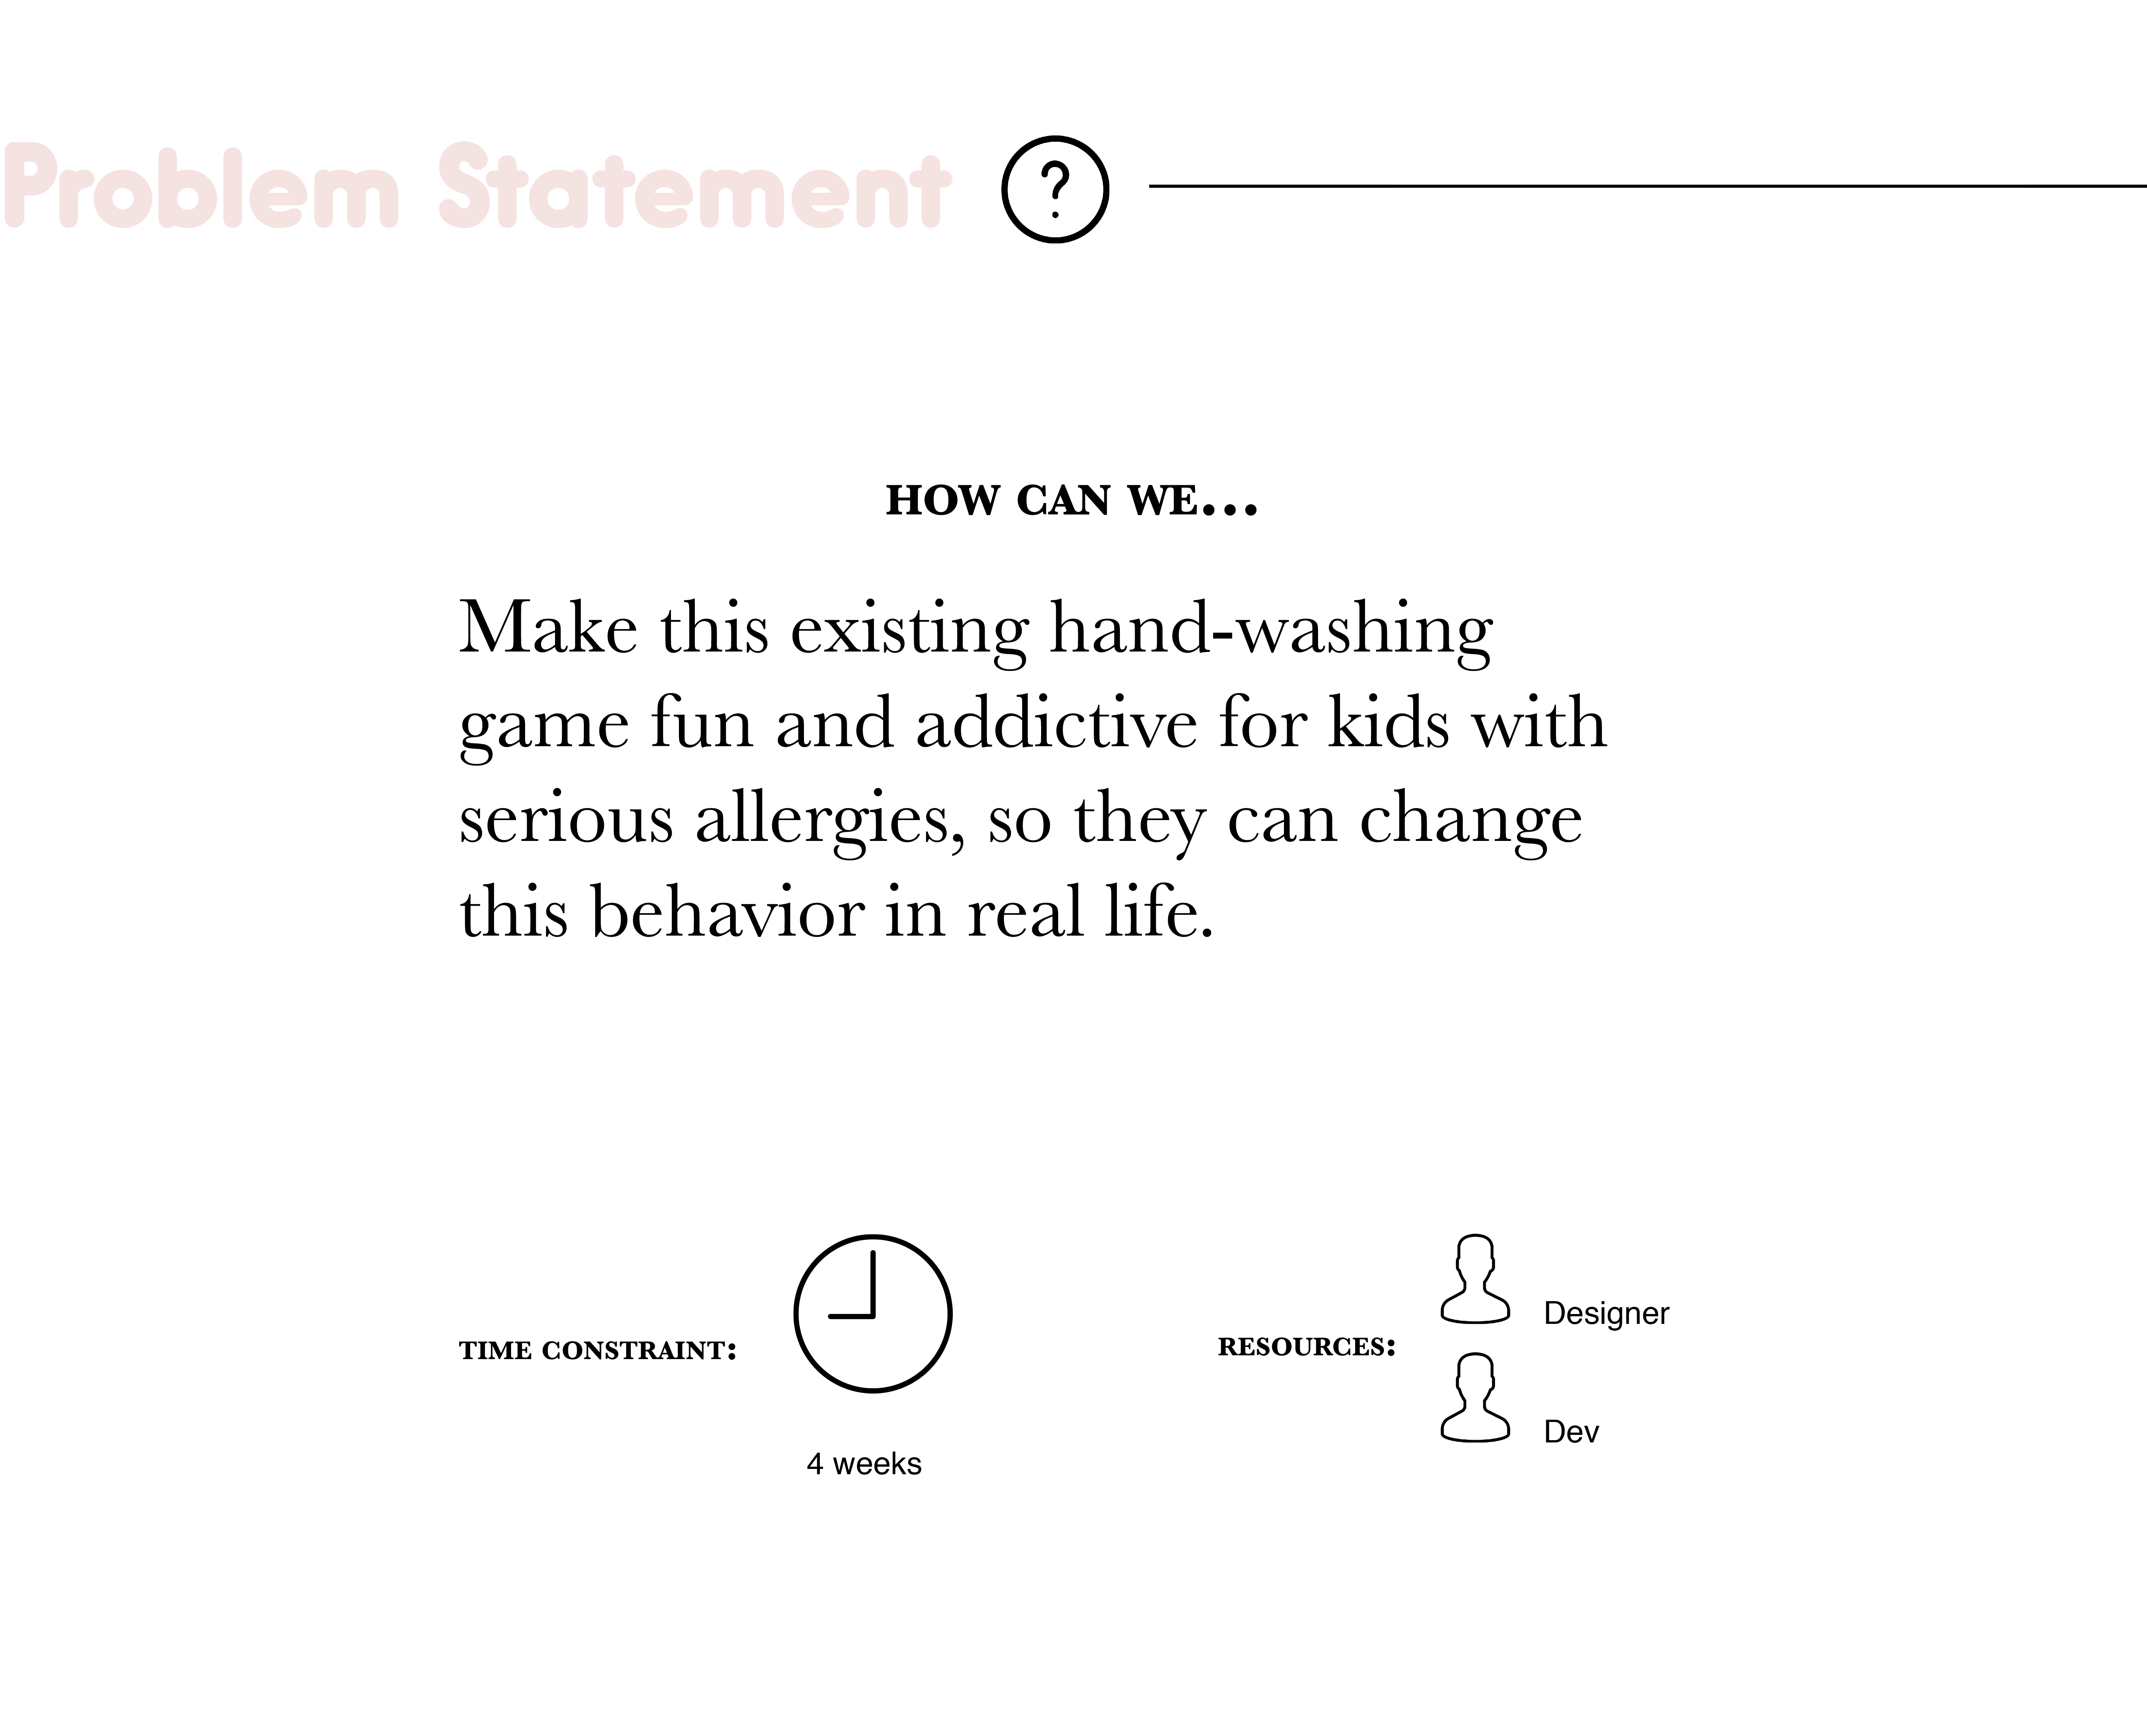 Problem Statement
?
HOW CAN WE...
Make this existing hand-washing
game fun and addictive for kids with
serious allergies, so they can change
this behavior in real life.
TIME CONSTRAINT:
4 weeks
RESOURCES:
Designer
Dev